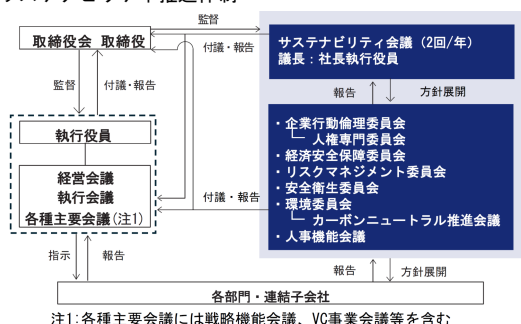 監督
取締役会 取締役
付議・報告
サステナビリティ会議（2回/年）
議長：社長執行役員
監督
付議・報告
報告
方針展開
執行役員
経営会議
執行会議
各種主要会議(注1)
付議・報告
・企業行動倫理委員会
人権専門委員会
・経済安全保障委員会
・リスクマネジメント委員会
・安全衛生委員会
・環境委員会
カーボンニュートラル推進会議
・人事機能会議
指示
報告
報告
方針展開
各部門・連結子会社
注1:各種主要会議には戦略機能会議、VC事業会議等を含む